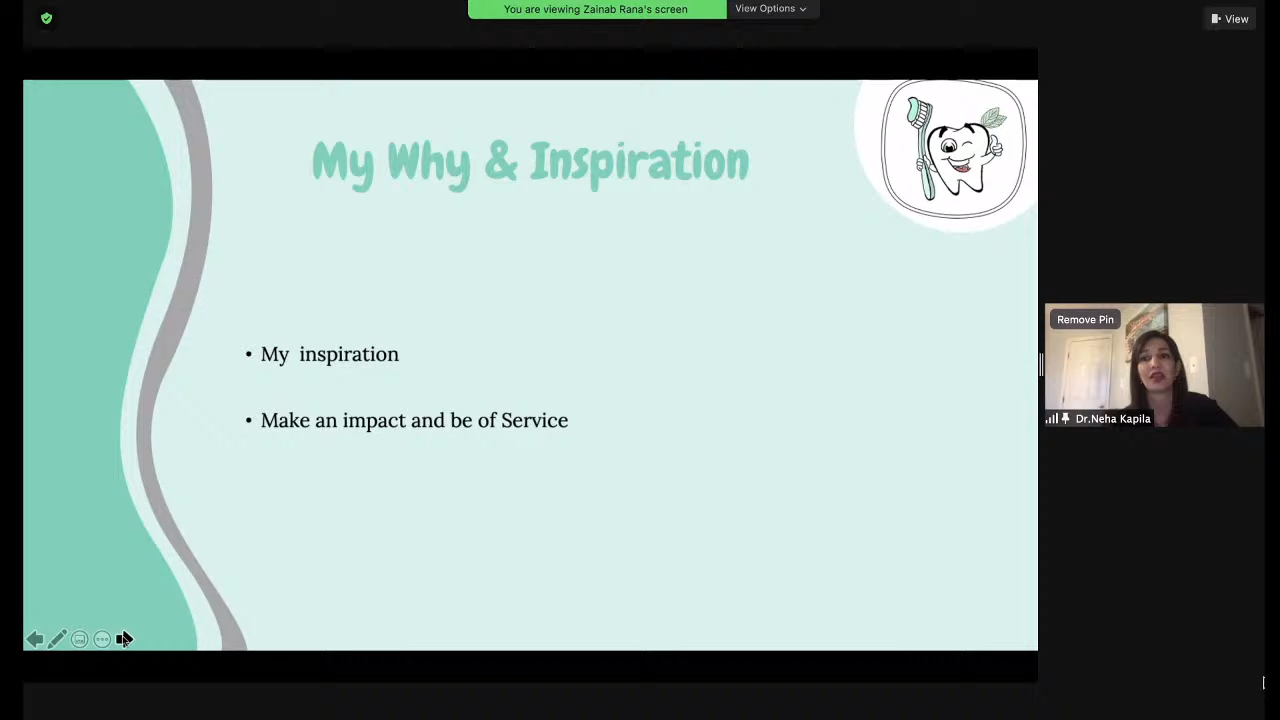 You are viewing Zainab Rana's screen
View Options
View
My Why & Inspiration
• My  inspiration
• Make an impact and be of Service
Remove Pin
Dr.Neha Kapila